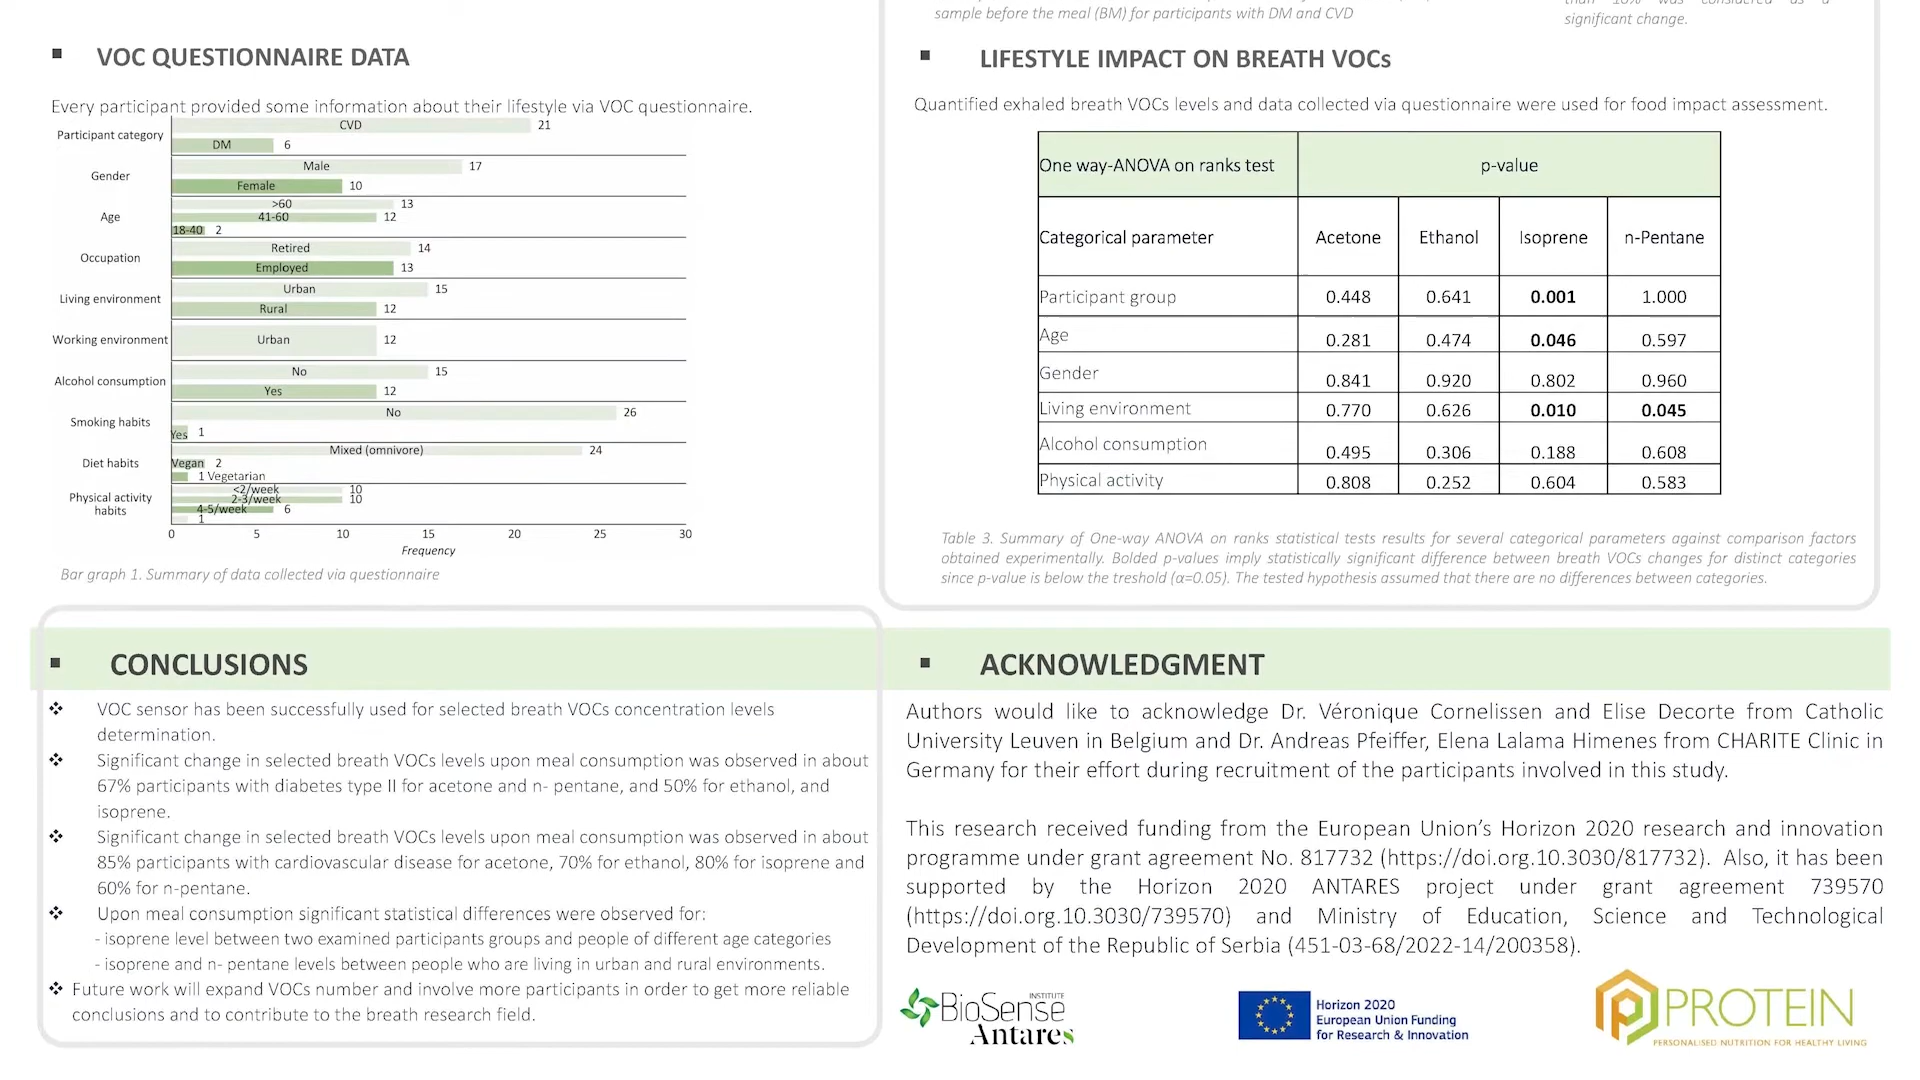 sample before the meal (BM) for participants with DM and CVD
significant change.
▪ VOC QUESTIONNAIRE DATA
Every participant provided some information about their lifestyle via VOC questionnaire.
Participant category
CVD 21
DM 6
Gender
Male 17
Female 10
Age
>60 13
41-60 12
18-40 2
Occupation
Retired 14
Employed 13
Living environment
Urban 15
Rural 12
Working environment
Urban 12
Alcohol consumption
No 15
Yes 12
Smoking habits
No 26
Yes 1
Diet habits
Mixed (omnivore) 24
Vegan 2
1 Vegetarian
Physical activity
habits
<2/week 10
2-3/week 10
4-5/week 6
1
0 5 10 15 20 25 30
Frequency
Bar graph 1. Summary of data collected via questionnaire
▪ LIFESTYLE IMPACT ON BREATH VOCs
Quantified exhaled breath VOCs levels and data collected via questionnaire were used for food impact assessment.
One way-ANOVA on ranks test p-value
Categorical parameter Acetone Ethanol Isoprene n-Pentane
Participant group 0.448 0.641 0.001 1.000
Age 0.281 0.474 0.046 0.597
Gender 0.841 0.920 0.802 0.960
Living environment 0.770 0.626 0.010 0.045
Alcohol consumption 0.495 0.306 0.188 0.608
Physical activity 0.808 0.252 0.604 0.583
Table 3. Summary of One-way ANOVA on ranks statistical tests results for several categorical parameters against comparison factors
obtained experimentally. Bolded p-values imply statistically significant difference between breath VOCs changes for distinct categories
since p-value is below the treshold (α=0.05). The tested hypothesis assumed that there are no differences between categories.
▪ CONCLUSIONS
❖ VOC sensor has been successfully used for selected breath VOCs concentration levels
determination.
❖ Significant change in selected breath VOCs levels upon meal consumption was observed in about
67% participants with diabetes type II for acetone and n- pentane, and 50% for ethanol, and
isoprene.
❖ Significant change in selected breath VOCs levels upon meal consumption was observed in about
85% participants with cardiovascular disease for acetone, 70% for ethanol, 80% for isoprene and
60% for n-pentane.
❖ Upon meal consumption significant statistical differences were observed for:
- isoprene level between two examined participants groups and people of different age categories
- isoprene and n- pentane levels between people who are living in urban and rural environments.
❖ Future work will expand VOCs number and involve more participants in order to get more reliable
conclusions and to contribute to the breath research field.
▪ ACKNOWLEDGMENT
Authors would like to acknowledge Dr. Véronique Cornelissen and Elise Decorte from Catholic
University Leuven in Belgium and Dr. Andreas Pfeiffer, Elena Lalama Himenes from CHARITE Clinic in
Germany for their effort during recruitment of the participants involved in this study.
This research received funding from the European Union’s Horizon 2020 research and innovation
programme under grant agreement No. 817732 (https://doi.org.10.3030/817732). Also, it has been
supported by the Horizon 2020 ANTARES project under grant agreement 739570
(https://doi.org.10.3030/739570) and Ministry of Education, Science and Technological
Development of the Republic of Serbia (451-03-68/2022-14/200358).
BioSense INSTITUTE
Antares
Horizon 2020
European Union Funding
for Research & Innovation
PROTEIN
PERSONALISED NUTRITION FOR HEALTHY LIVING